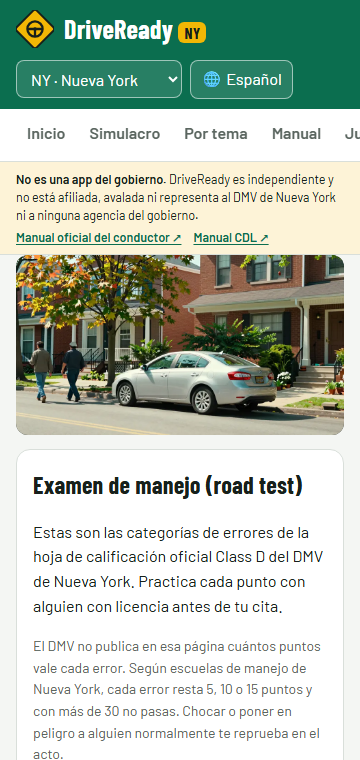 DriveReady NY
NY · Nueva York
Español
Inicio Simulacro Por tema Manual Ju
No es una app del gobierno. DriveReady es independiente y
no está afiliada, avalada ni representa al DMV de Nueva York
ni a ninguna agencia del gobierno.
Manual oficial del conductor ↗ Manual CDL ↗
Examen de manejo (road test)
Estas son las categorías de errores de la
hoja de calificación oficial Class D del DMV
de Nueva York. Practica cada punto con
alguien con licencia antes de tu cita.
El DMV no publica en esa página cuántos puntos
vale cada error. Según escuelas de manejo de
Nueva York, cada error resta 5, 10 o 15 puntos y
con más de 30 no pasas. Chocar o poner en
peligro a alguien normalmente te reprueba en el
acto.